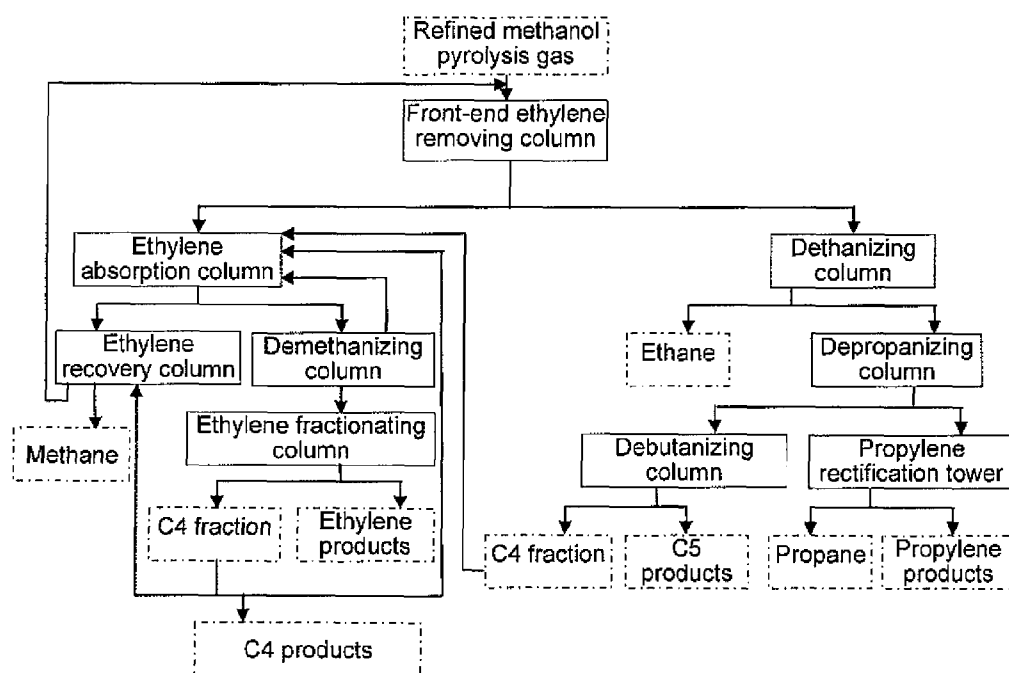 Refined methanol
pyrolysis gas
Front-end ethylene
removing column
Ethylene
absorption column
Dethanizing
column
Ethylene
recovery column
Demethanizing
column
Ethane
Depropanizing
column
Methane
Ethylene fractionating
column
Debutanizing
column
Propylene
rectification tower
C4 fraction
Ethylene
products
C4 fraction
C5
products
Propane
Propylene
products
C4 products